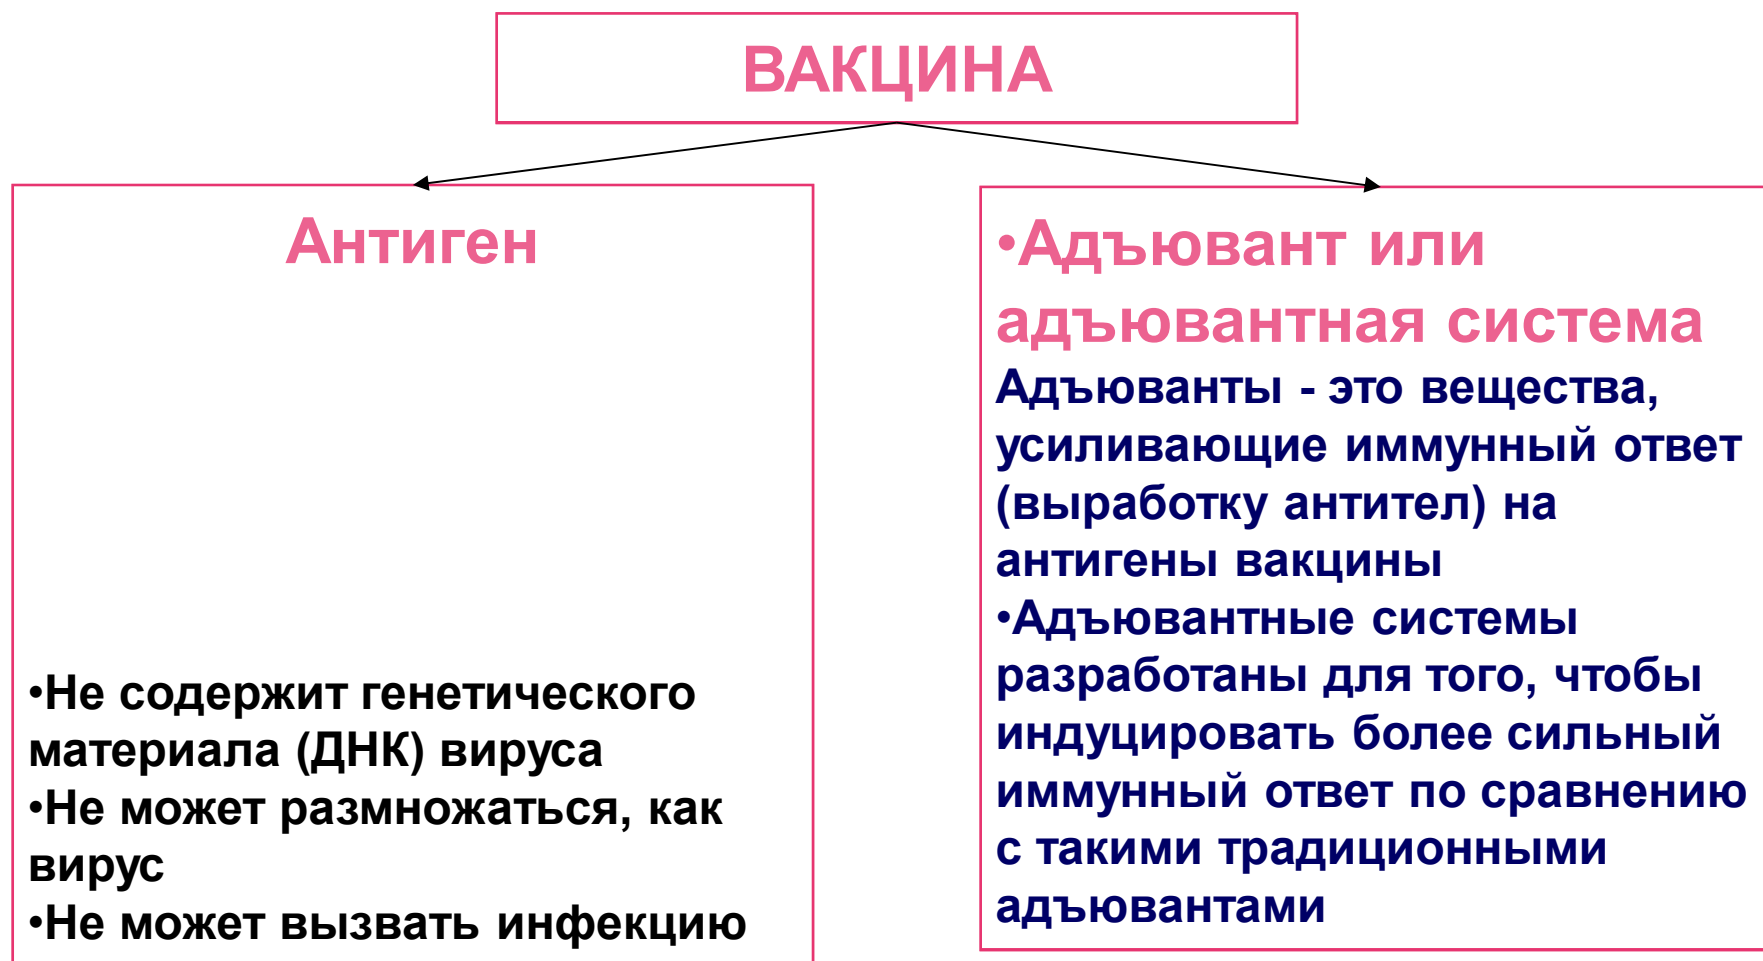 ВАКЦИНА
Антиген
•Не содержит генетического
материала (ДНК) вируса
•Не может размножаться, как
вирус
•Не может вызвать инфекцию
•Адъювант или
адъювантная система
Адъюванты - это вещества,
усиливающие иммунный ответ
(выработку антител) на
антигены вакцины
•Адъювантные системы
разработаны для того, чтобы
индуцировать более сильный
иммунный ответ по сравнению
с такими традиционными
адъювантами